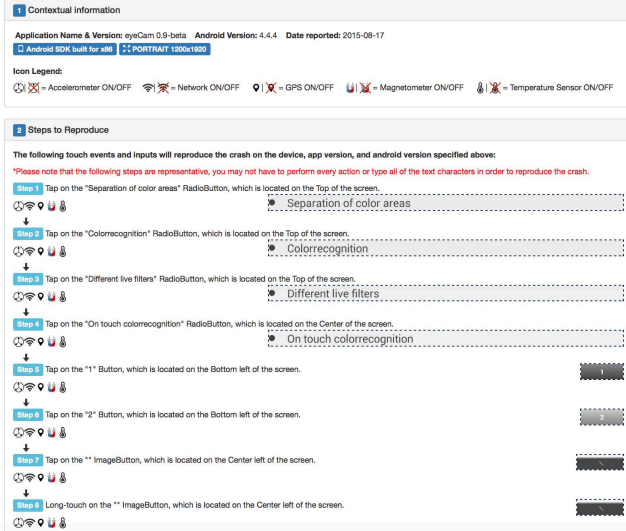 1 Contextual information
Application Name & Version: eyeCam 0.9-beta Android Version: 4.4.4 Date reported: 2015-08-17
Android SDK built for x86 PORTRAIT 1200x1920
Icon Legend:
| = Accelerometer ON/OFF | = Network ON/OFF | = GPS ON/OFF | = Magnetometer ON/OFF | = Temperature Sensor ON/OFF
2 Steps to Reproduce
The following touch events and inputs will reproduce the crash on the device, app version, and android version specified above:
*Please note that the following steps are representative, you may not have to perform every action or type all of the text characters in order to reproduce the crash.
Step 1 Tap on the "Separation of color areas" RadioButton, which is located on the Top of the screen.
Separation of color areas
Step 2 Tap on the "Colorrecognition" RadioButton, which is located on the Top of the screen.
Colorrecognition
Step 3 Tap on the "Different live filters" RadioButton, which is located on the Top of the screen.
Different live filters
Step 4 Tap on the "On touch colorrecognition" RadioButton, which is located on the Center of the screen.
On touch colorrecognition
Step 5 Tap on the "1" Button, which is located on the Bottom left of the screen.
1
Step 6 Tap on the "2" Button, which is located on the Bottom left of the screen.
2
Step 7 Tap on the "" ImageButton, which is located on the Center left of the screen.
Step 8 Long-touch on the "" ImageButton, which is located on the Center left of the screen.